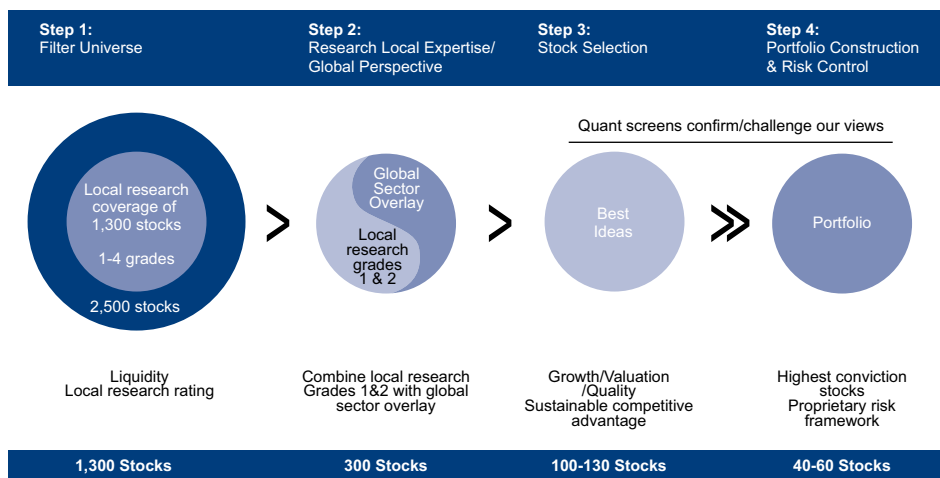 Step 1:
Filter Universe
Step 2:
Research Local Expertise/
Global Perspective
Step 3:
Stock Selection
Step 4:
Portfolio Construction
& Risk Control
Quant screens confirm/challenge our views
Local research
coverage of
1,300 stocks
1-4 grades
2,500 stocks
>
Global
Sector
Overlay
Local
research
grades
1 & 2
>
Best
Ideas
>>
Portfolio
Liquidity
Local research rating
Combine local research
Grades 1&2 with global
sector overlay
Growth/Valuation
/Quality
Sustainable competitive
advantage
Highest conviction
stocks
Proprietary risk
framework
1,300 Stocks
300 Stocks
100-130 Stocks
40-60 Stocks